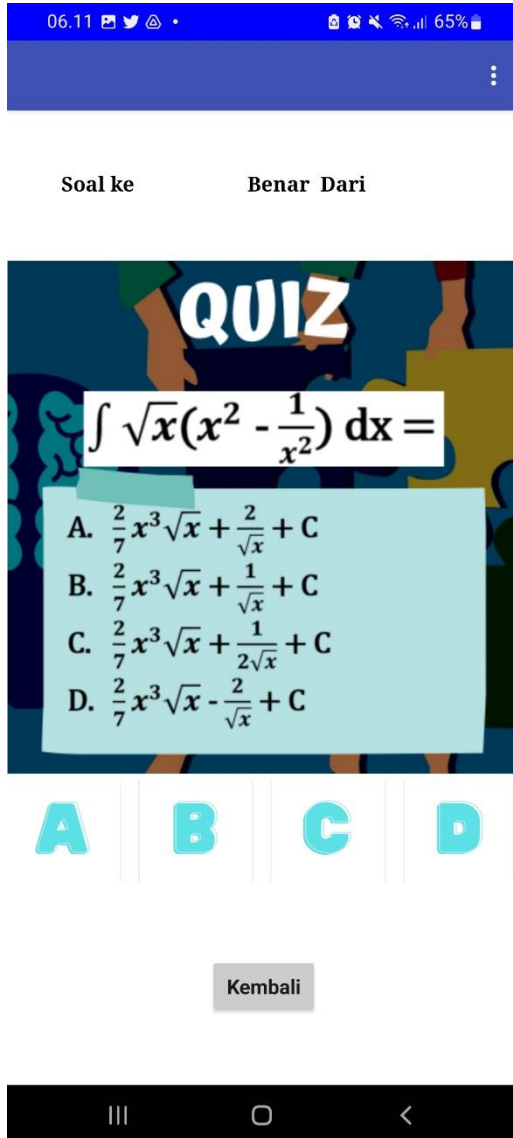 06.11 65%
Soal ke Benar Dari
QUIZ
∫ √x(x² - 1/x²) dx =
A. 2/7 x³√x + 2/√x + C
B. 2/7 x³√x + 1/√x + C
C. 2/7 x³√x + 1/2√x + C
D. 2/7 x³√x - 2/√x + C
A B C D
Kembali